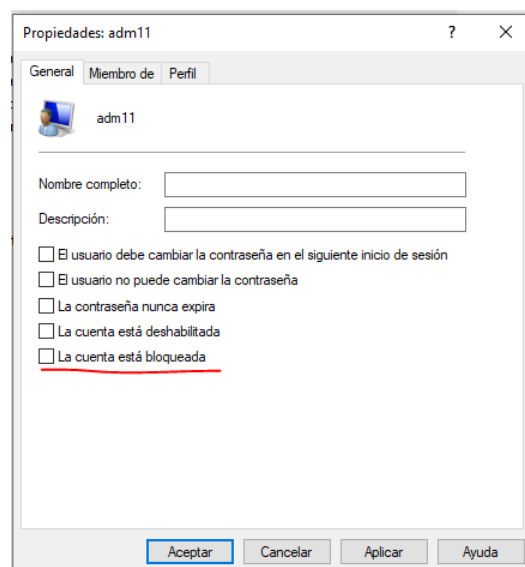 Propiedades: adm11
?
X
General Miembro de Perfil
adm11
Nombre completo:
Descripción:
El usuario debe cambiar la contraseña en el siguiente inicio de sesión
El usuario no puede cambiar la contraseña
La contraseña nunca expira
La cuenta está deshabilitada
La cuenta está bloqueada
Aceptar Cancelar Aplicar Ayuda